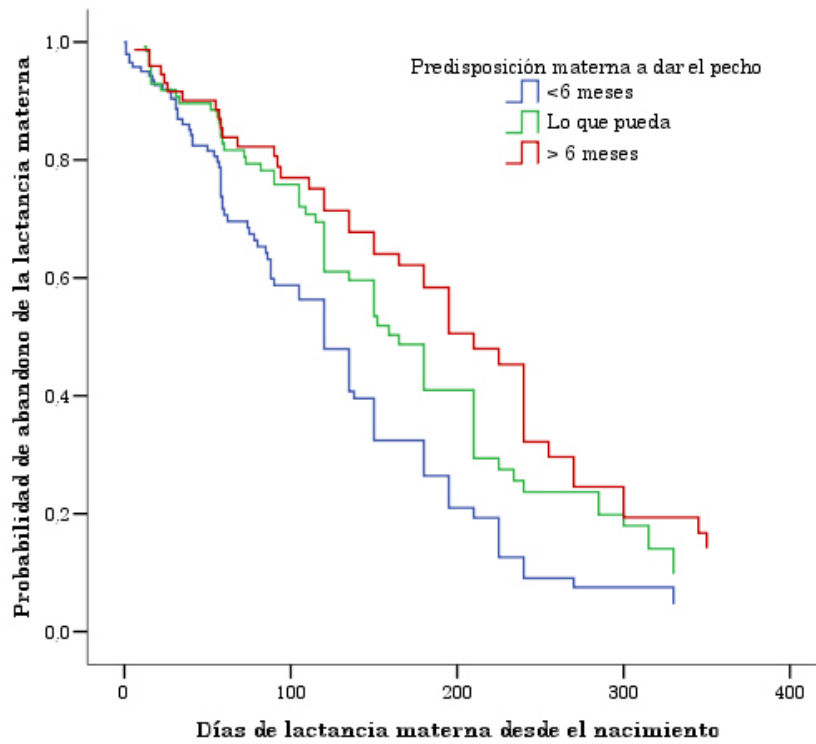 Predisposición materna a dar el pecho
<6 meses
Lo que pueda
> 6 meses
Probabilidad de abandono de la lactancia materna
1,0
0,8
0,6
0,4
0,2
0,0
0
100
200
300
400
Días de lactancia materna desde el nacimiento